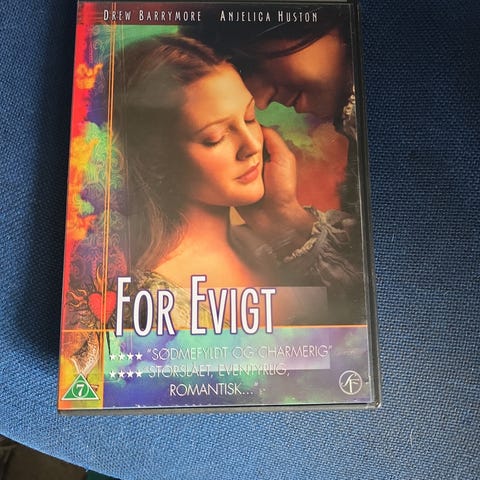 DREW BARRYMORE ANJELICA HUSTON
FOR EVIGT
★★★★ "SØDMEFYLDT OG CHARMERIG"
★★★★ STORSLÅET, EVENTYRLIG,
ROMANTISK..."
7